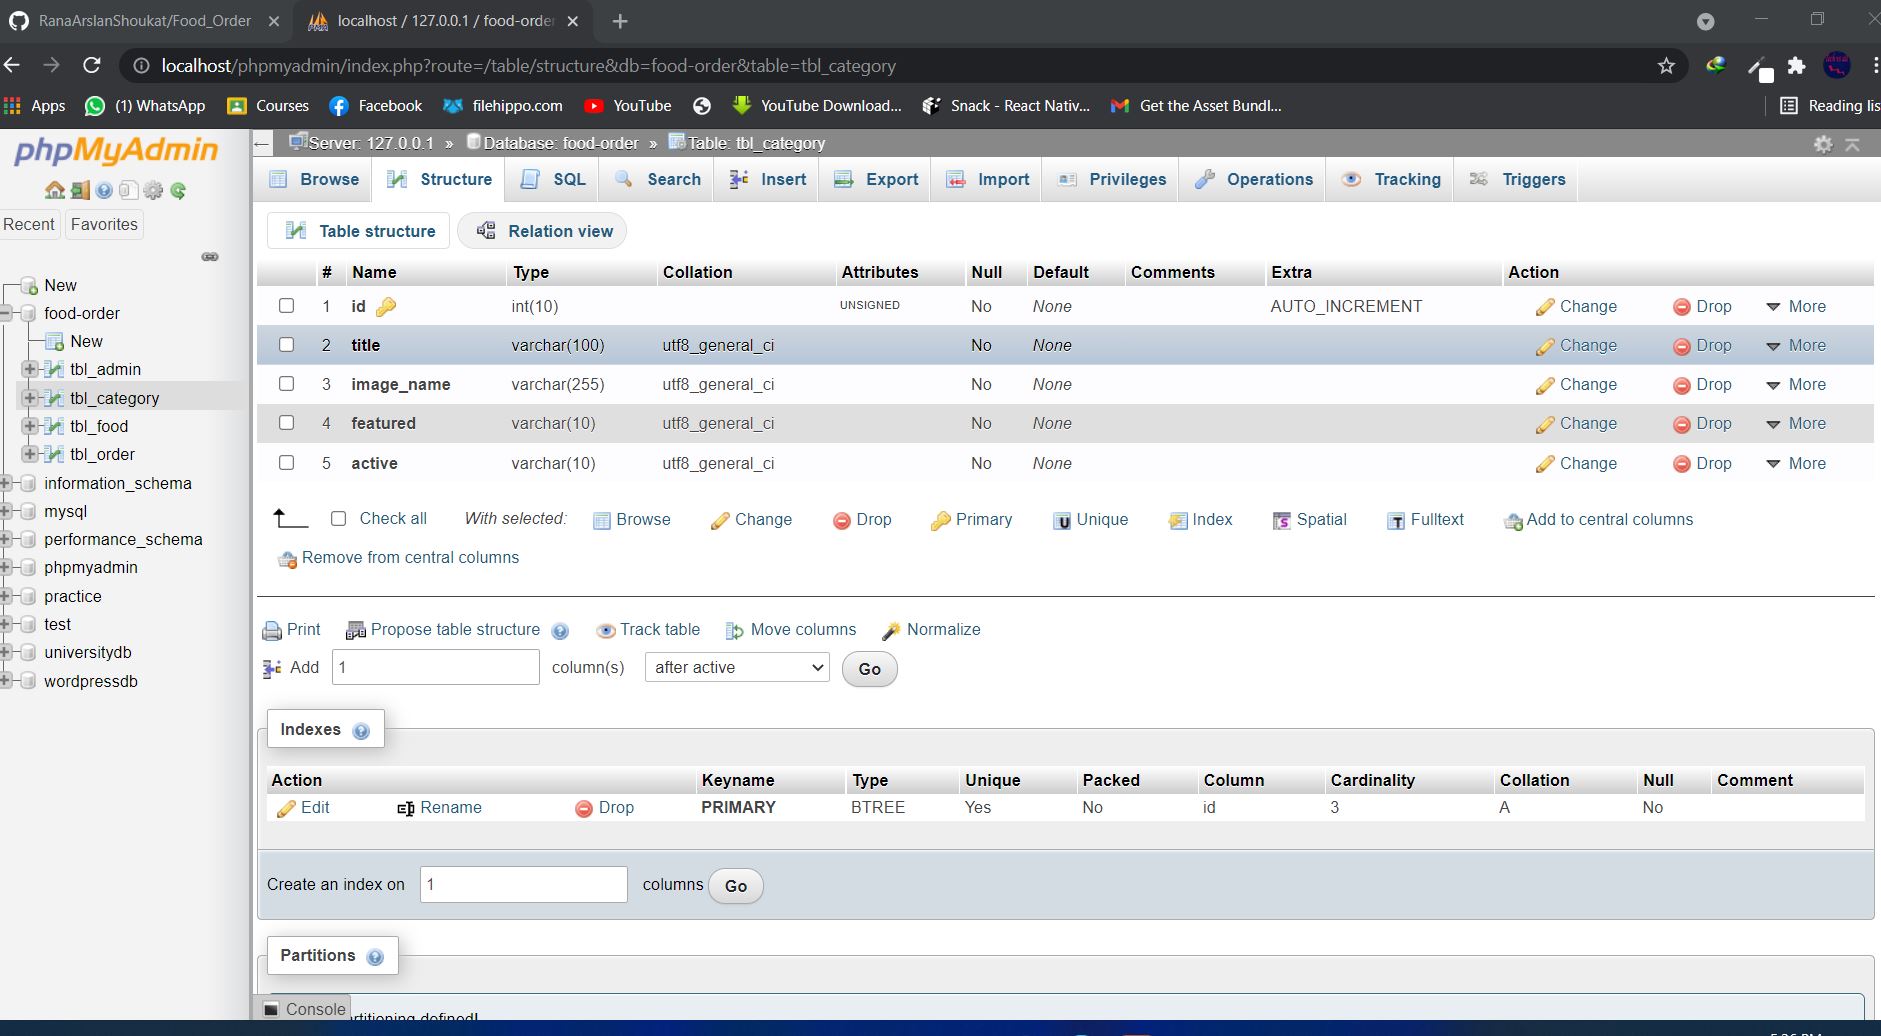 RanaArslanShoukat/Food_Order
localhost / 127.0.0.1 / food-order
localhost/phpmyadmin/index.php?route=/table/structure&db=food-order&table=tbl_category
Apps (1) WhatsApp Courses Facebook filehippo.com YouTube YouTube Download... Snack - React Nativ... Get the Asset Bundl... Reading lis
phpMyAdmin
Recent Favorites
New
food-order
New
tbl_admin
tbl_category
tbl_food
tbl_order
information_schema
mysql
performance_schema
phpmyadmin
practice
test
universitydb
wordpressdb
Server: 127.0.0.1 » Database: food-order » Table: tbl_category
Browse Structure SQL Search Insert Export Import Privileges Operations Tracking Triggers
Table structure Relation view
# Name Type Collation Attributes Null Default Comments Extra Action
1 id int(10) UNSIGNED No None AUTO_INCREMENT Change Drop More
2 title varchar(100) utf8_general_ci No None Change Drop More
3 image_name varchar(255) utf8_general_ci No None Change Drop More
4 featured varchar(10) utf8_general_ci No None Change Drop More
5 active varchar(10) utf8_general_ci No None Change Drop More
Check all With selected: Browse Change Drop Primary Unique Index Spatial Fulltext Add to central columns
Remove from central columns
Print Propose table structure Track table Move columns Normalize
Add 1 column(s) after active Go
Indexes
Action Keyname Type Unique Packed Column Cardinality Collation Null Comment
Edit Rename Drop PRIMARY BTREE Yes No id 3 A No
Create an index on 1 columns Go
Partitions
Console